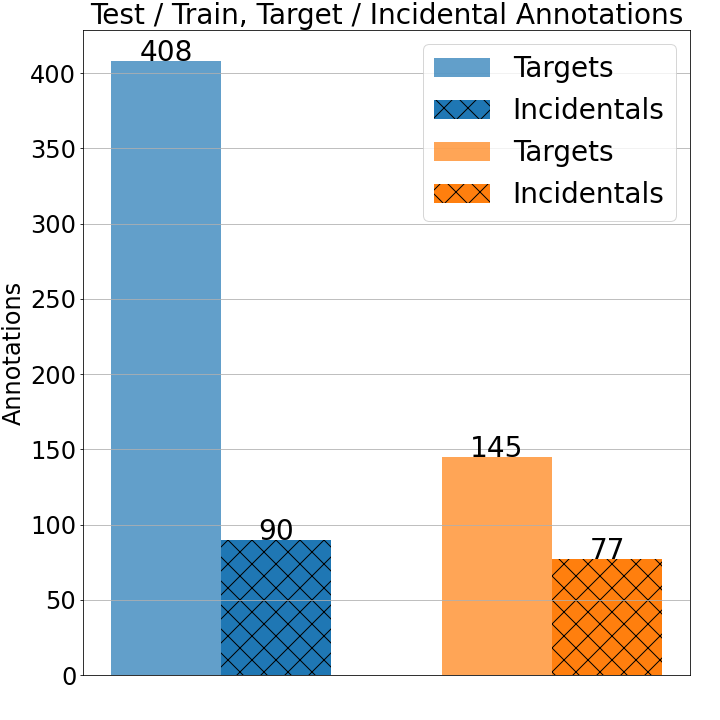 Test / Train, Target / Incidental Annotations
408
400
350
300
250
200
150
100
50
0
Annotations
90
145
77
Targets
Incidentals
Targets
Incidentals